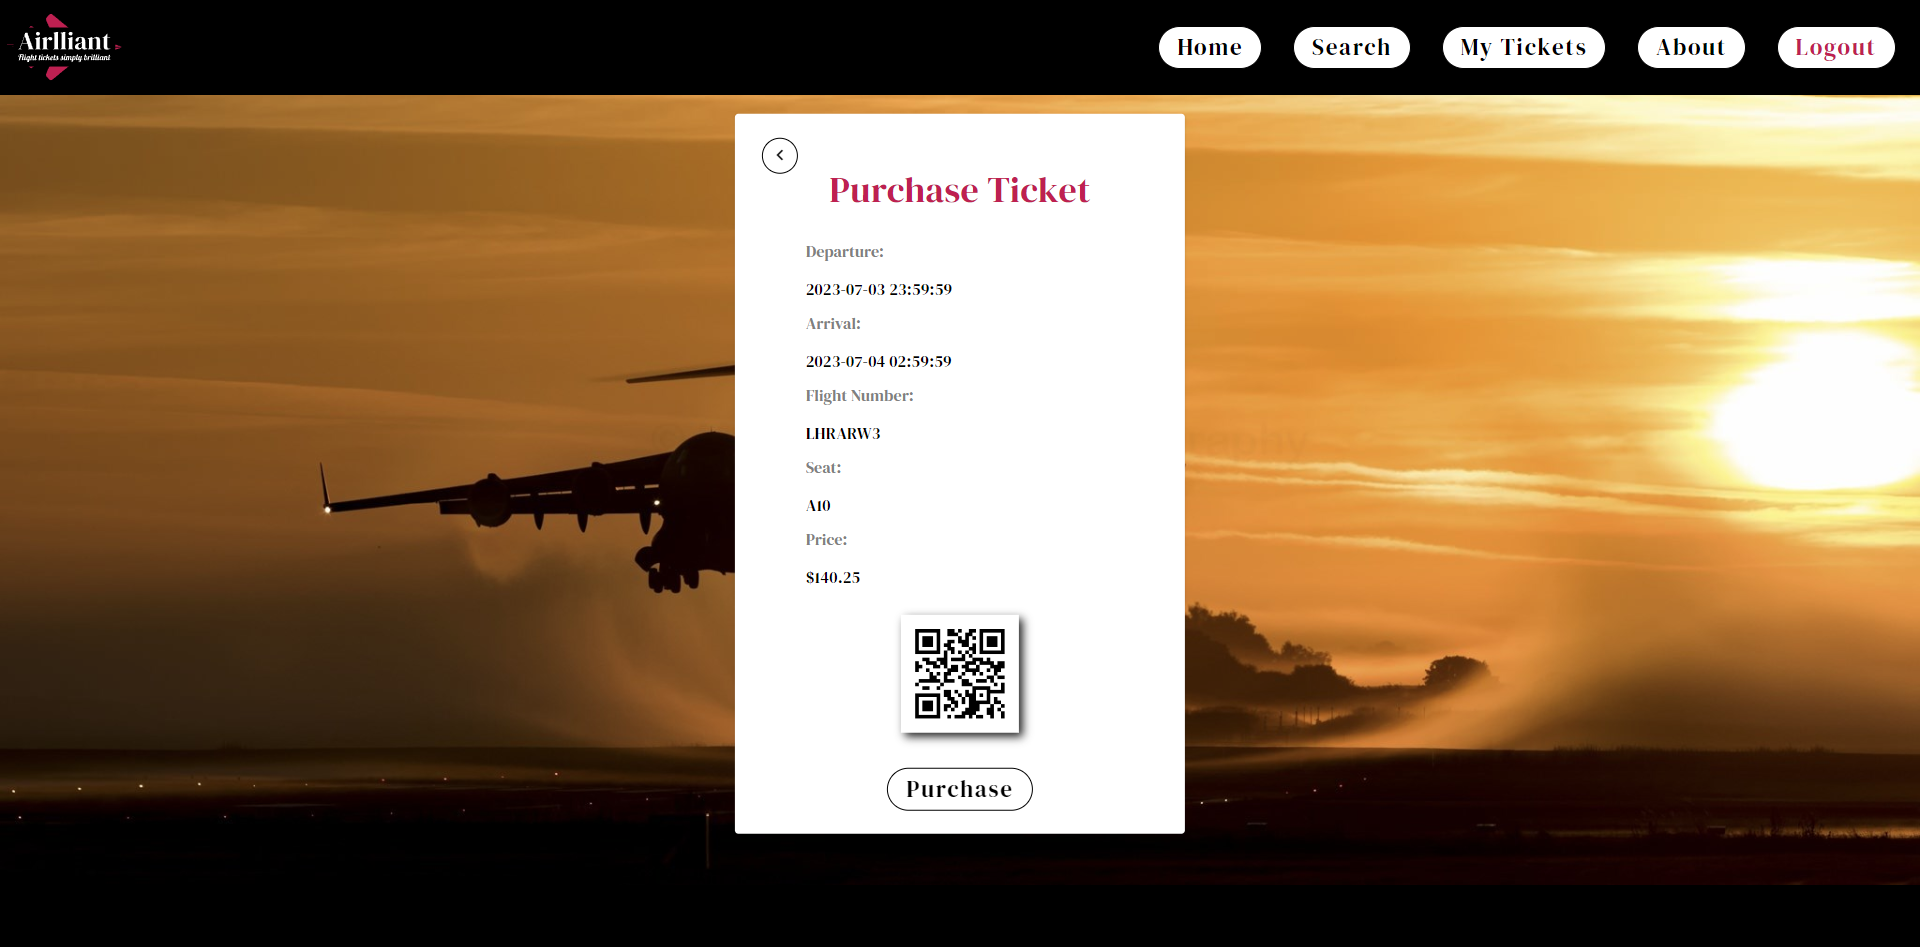 Airlliant
Flight tickets simply brilliant
Home
Search
My Tickets
About
Logout
Purchase Ticket
Departure:
2023-07-03 23:59:59
Arrival:
2023-07-04 02:59:59
Flight Number:
LHRARW3
Seat:
A10
Price:
$140.25
Purchase